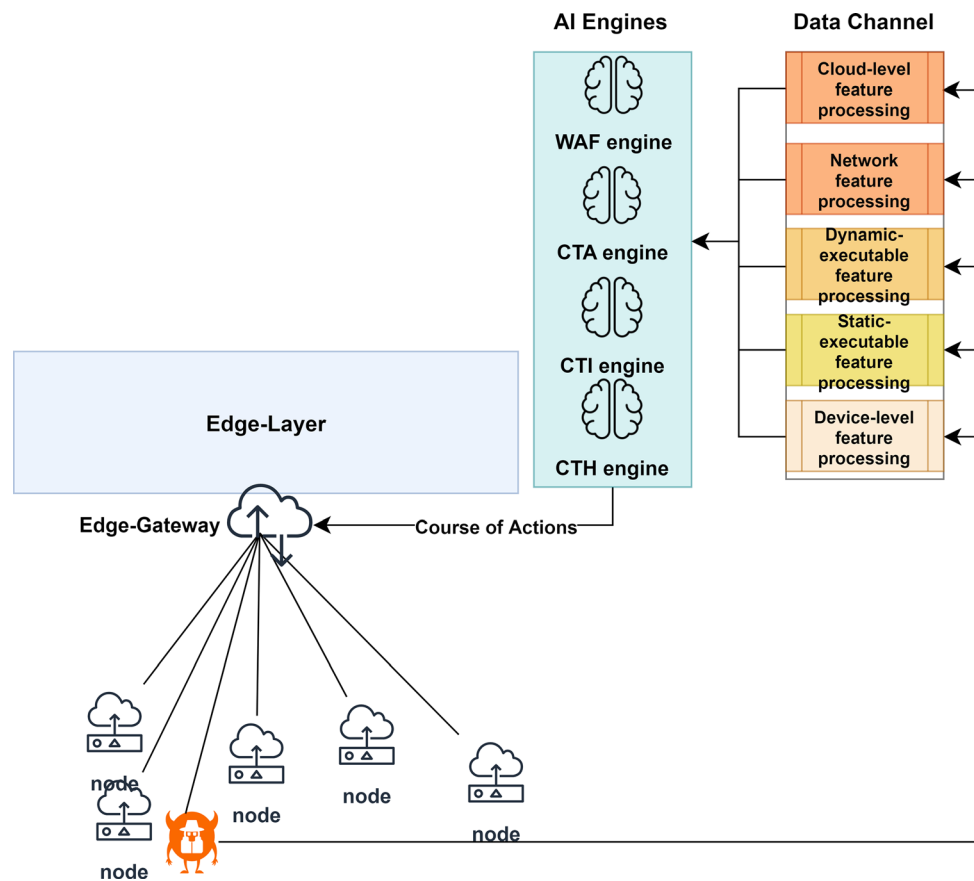 AI Engines
Data Channel
WAF engine
CTA engine
CTI engine
CTH engine
Cloud-level
feature
processing
Network
feature
processing
Dynamic-
executable
feature
processing
Static-
executable
feature
processing
Device-level
feature
processing
Edge-Layer
Edge-Gateway
Course of Actions
node
node
node
node
node